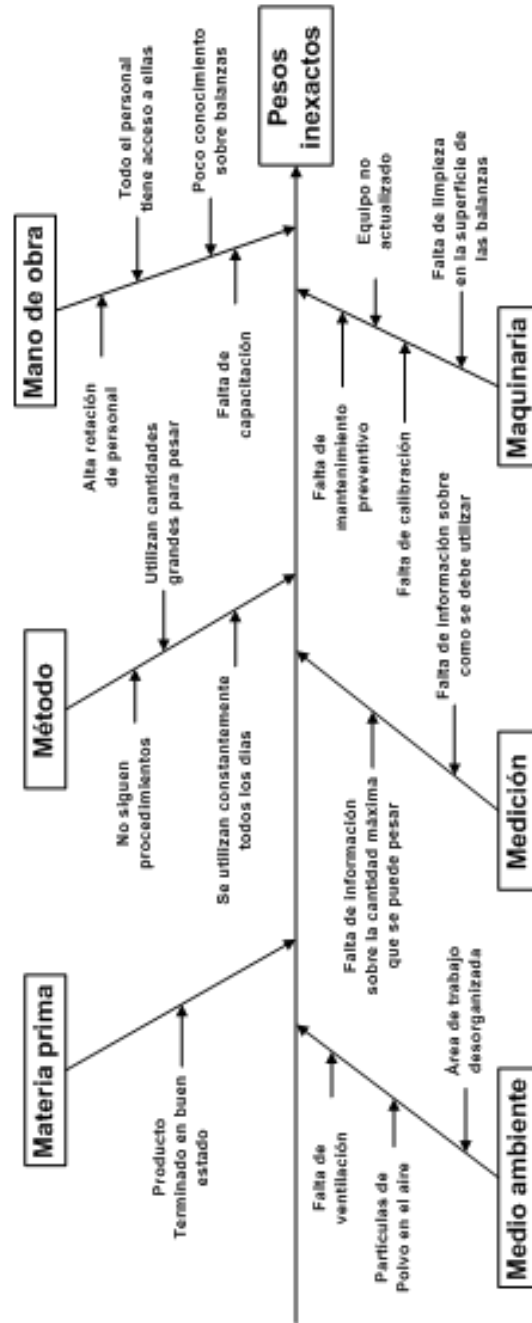 Materia prima
Producto
Terminado en buen
estado
Método
No siguen
procedimientos
Utilizan cantidades
grandes para pesar
Se utilizan constantemente
todos los dias
Mano de obra
Alta rotación
de personal
Todo el personal
tiene acceso a ellas
Falta de
capacitación
Poco conocimiento
sobre balanzas
Pesos
inexactos
Medio ambiente
Falta de
ventilación
Partículas de
Polvo en el aire
Área de trabajo
desorganizada
Medición
Falta de información
sobre la cantidad máxima
que se puede pesar
Falta de información sobre
como se debe utilizar
Maquinaria
Falta de
mantenimiento
preventivo
Equipo no
actualizado
Falta de calibración
Falta de limpieza
en la superficie de
las balanzas